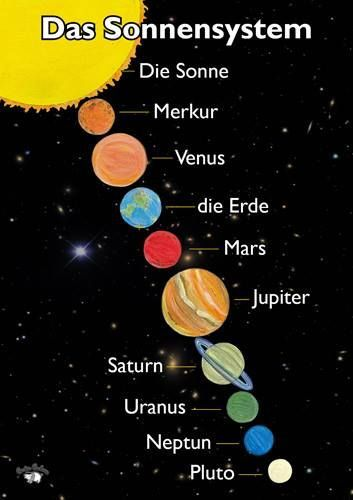 Das Sonnensystem
Die Sonne
Merkur
Venus
die Erde
Mars
Jupiter
Saturn
Uranus
Neptun
Pluto